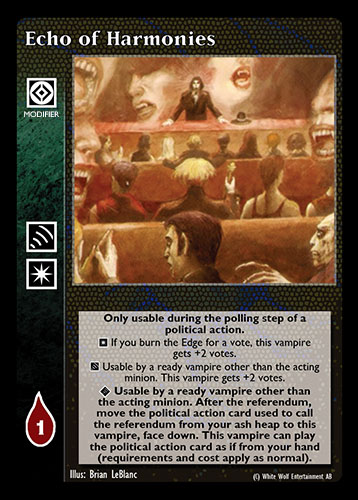 Echo of Harmonies
MODIFIER
Only usable during the polling step of a
political action.
If you burn the Edge for a vote, this vampire
gets +2 votes.
Usable by a ready vampire other than the acting
minion. This vampire gets +2 votes.
Usable by a ready vampire other than
the acting minion. After the referendum
move the political action card used to call
the referendum from your ash heap to this
vampire, face down. This vampire can play
the political action card as if from your hand
(requirements and cost apply as normal).
1
Illus: Brian LeBlanc
(C) White Wolf Entertainment AB